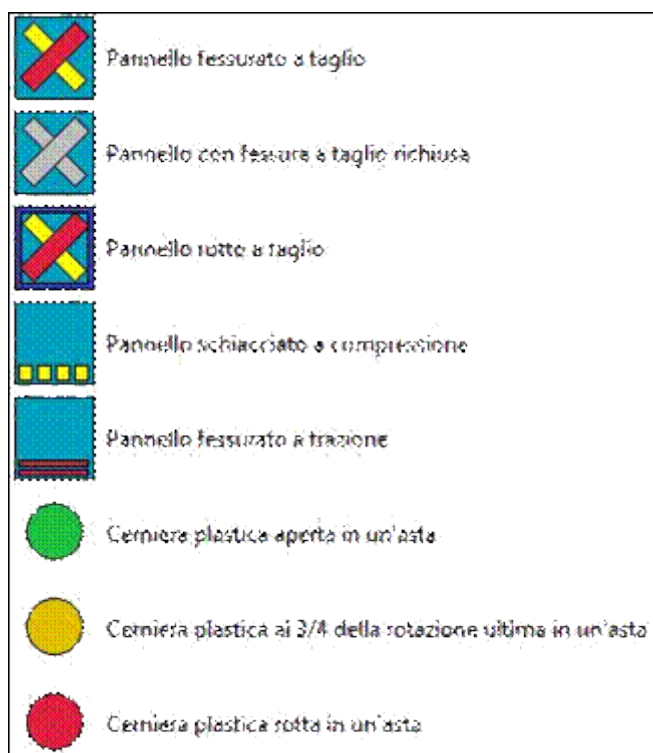 Pannello fessurato a taglio
Pannello con fessura a taglio richiusa
Pannello rotto a taglio
Pannello schiacciato a compressione
Pannello fessurato a trazione
Cerniera plastica aperta in un'asta
Cerniera plastica ai 3/4 della rotazione ultima in un'asta
Cerniera plastica rotta in un'asta